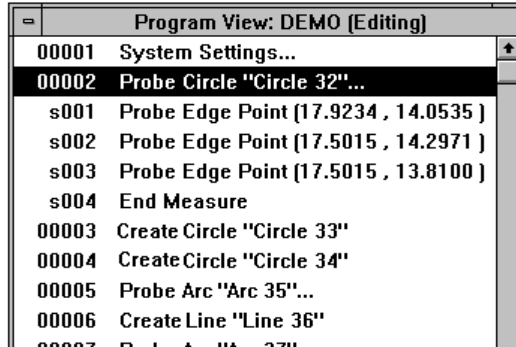 Program View: DEMO (Editing)
00001 System Settings...
00002 Probe Circle "Circle 32"...
s001 Probe Edge Point (17.9234 , 14.0535 )
s002 Probe Edge Point (17.5015 , 14.2971 )
s003 Probe Edge Point (17.5015 , 13.8100 )
s004 End Measure
00003 Create Circle "Circle 33"
00004 Create Circle "Circle 34"
00005 Probe Arc "Arc 35"...
00006 Create Line "Line 36"